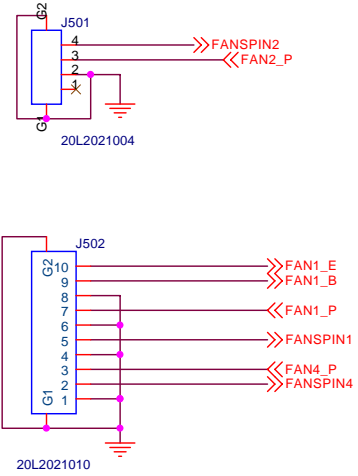 J501
G2
4 FANSPIN2
3 FAN2_P
2
1
G1
20L2021004
J502
G2
10 FAN1_E
9 FAN1_B
8
7 FAN1_P
6
5 FANSPIN1
4
3 FAN4_P
2 FANSPIN4
1
G1
20L2021010